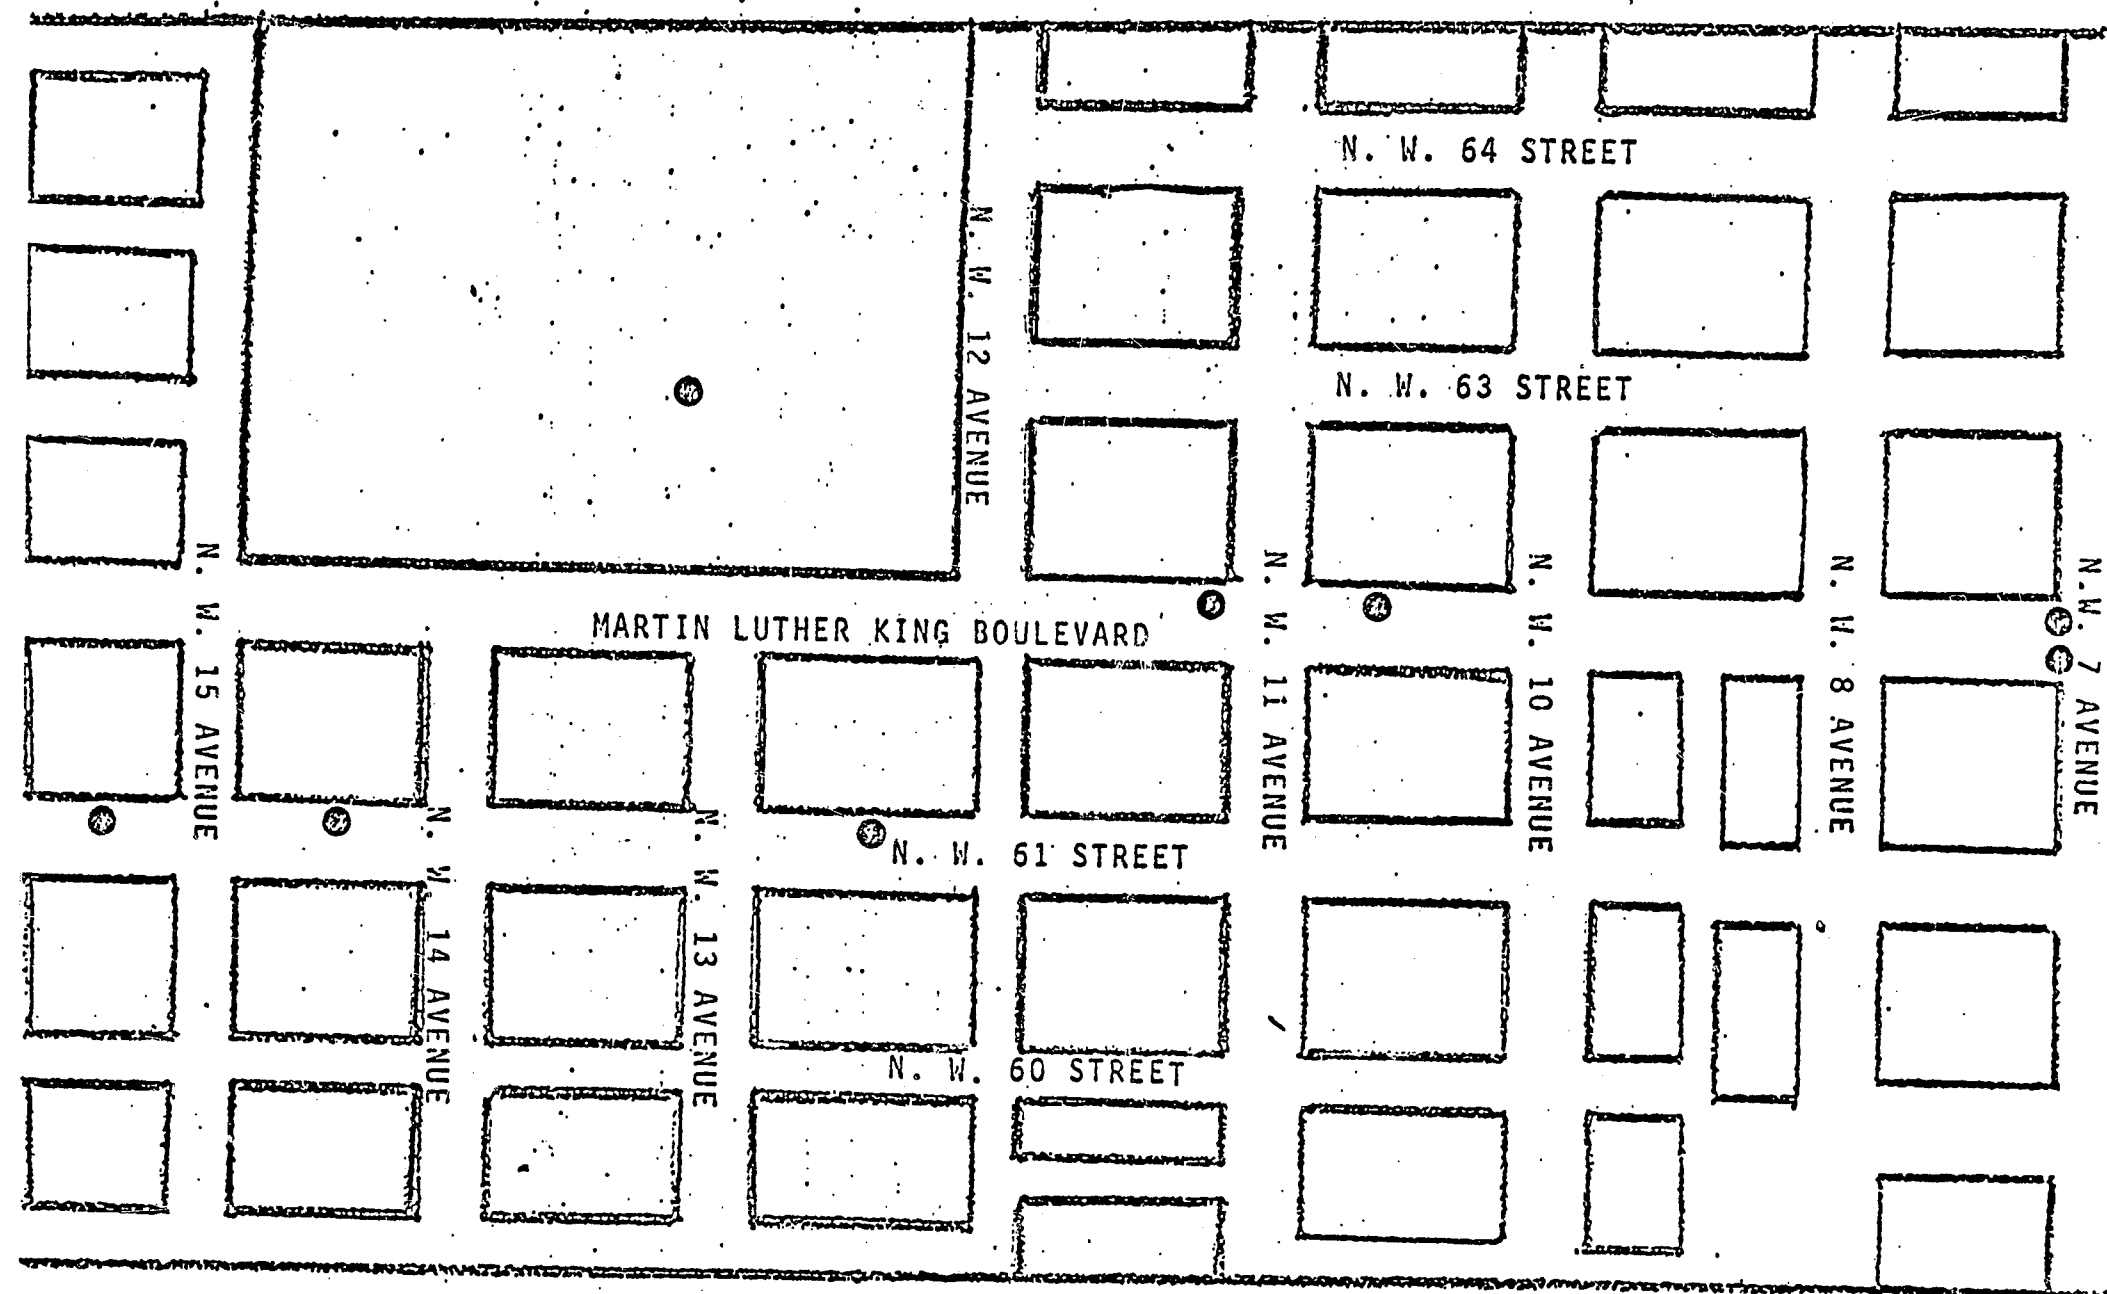 N. W. 64 STREET
N. W. 12 AVENUE
N. W. 63 STREET
N. W. 15 AVENUE
MARTIN LUTHER KING BOULEVARD
N. W. 11 AVENUE
N. W. 10 AVENUE
N. W. 8 AVENUE
N.W. 7 AVENUE
N. W. 14 AVENUE
N. W. 13 AVENUE
N. W. 61 STREET
N. W. 60 STREET